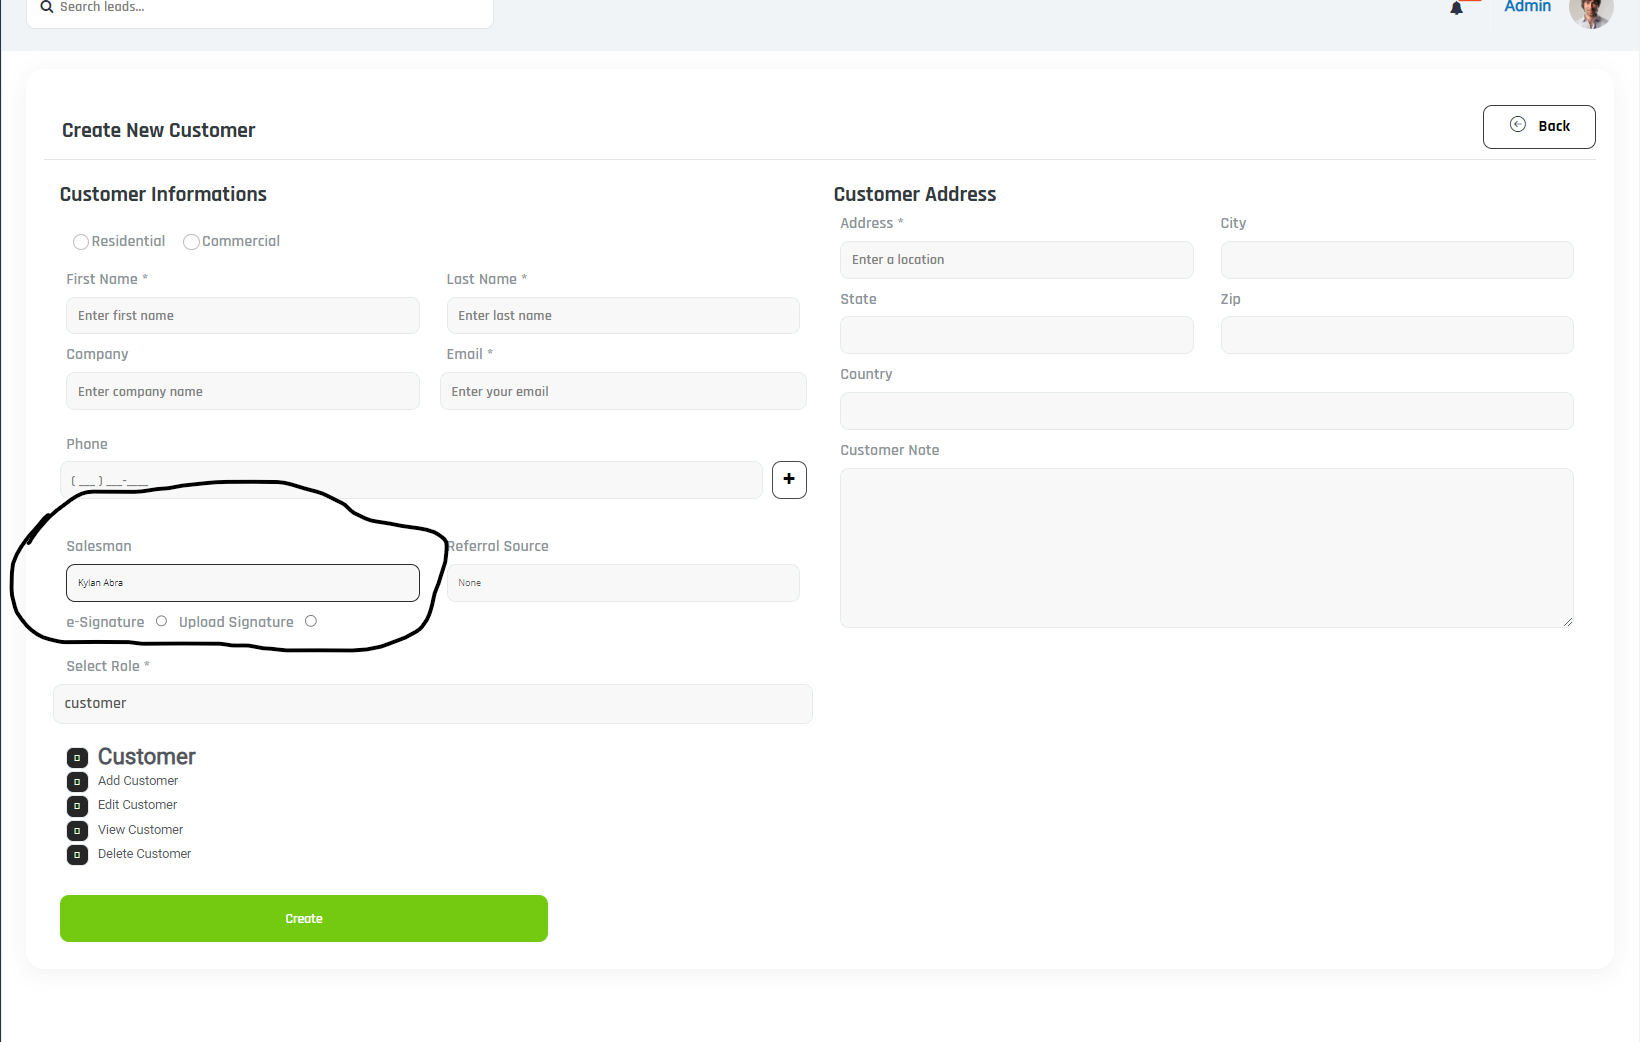 Search leads...
Admin
Create New Customer
Back
Customer Informations
Residential Commercial
First Name * Last Name *
Enter first name Enter last name
Company Email *
Enter company name Enter your email
Phone
( ___ ) ___-____
Salesman Referral Source
Kylan Abra None
e-Signature Upload Signature
Select Role *
customer
Customer
Add Customer
Edit Customer
View Customer
Delete Customer
Create
Customer Address
Address * City
Enter a location
State Zip
Country
Customer Note